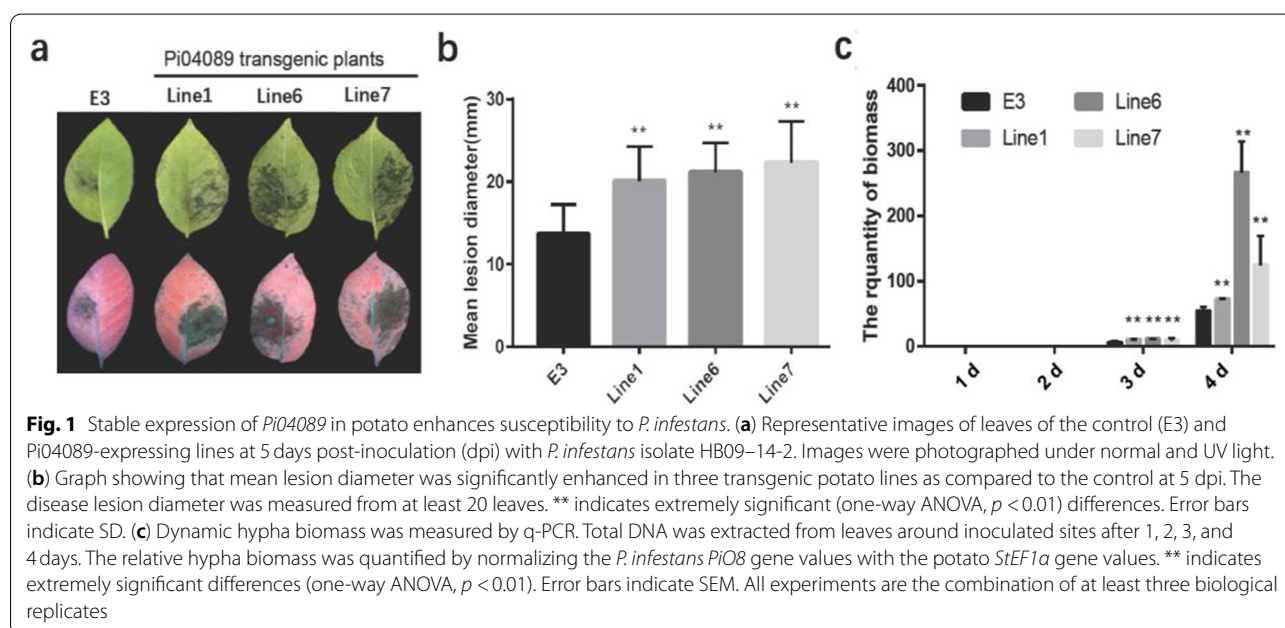 a
Pi04089 transgenic plants
E3 Line1 Line6 Line7
b
Mean lesion diameter(mm)
30
20
10
0
** ** **
E3 Line1 Line6 Line7
c
The rquantity of biomass
400
300
200
100
0
E3 Line6
Line1 Line7
** ** **
** ** **
1 d 2 d 3 d 4 d
Fig. 1 Stable expression of Pi04089 in potato enhances susceptibility to P. infestans. (a) Representative images of leaves of the control (E3) and
Pi04089-expressing lines at 5 days post-inoculation (dpi) with P. infestans isolate HB09–14-2. Images were photographed under normal and UV light.
(b) Graph showing that mean lesion diameter was significantly enhanced in three transgenic potato lines as compared to the control at 5 dpi. The
disease lesion diameter was measured from at least 20 leaves. ** indicates extremely significant (one-way ANOVA, p < 0.01) differences. Error bars
indicate SD. (c) Dynamic hypha biomass was measured by q-PCR. Total DNA was extracted from leaves around inoculated sites after 1, 2, 3, and
4 days. The relative hypha biomass was quantified by normalizing the P. infestans PiO8 gene values with the potato StEF1α gene values. ** indicates
extremely significant differences (one-way ANOVA, p < 0.01). Error bars indicate SEM. All experiments are the combination of at least three biological
replicates